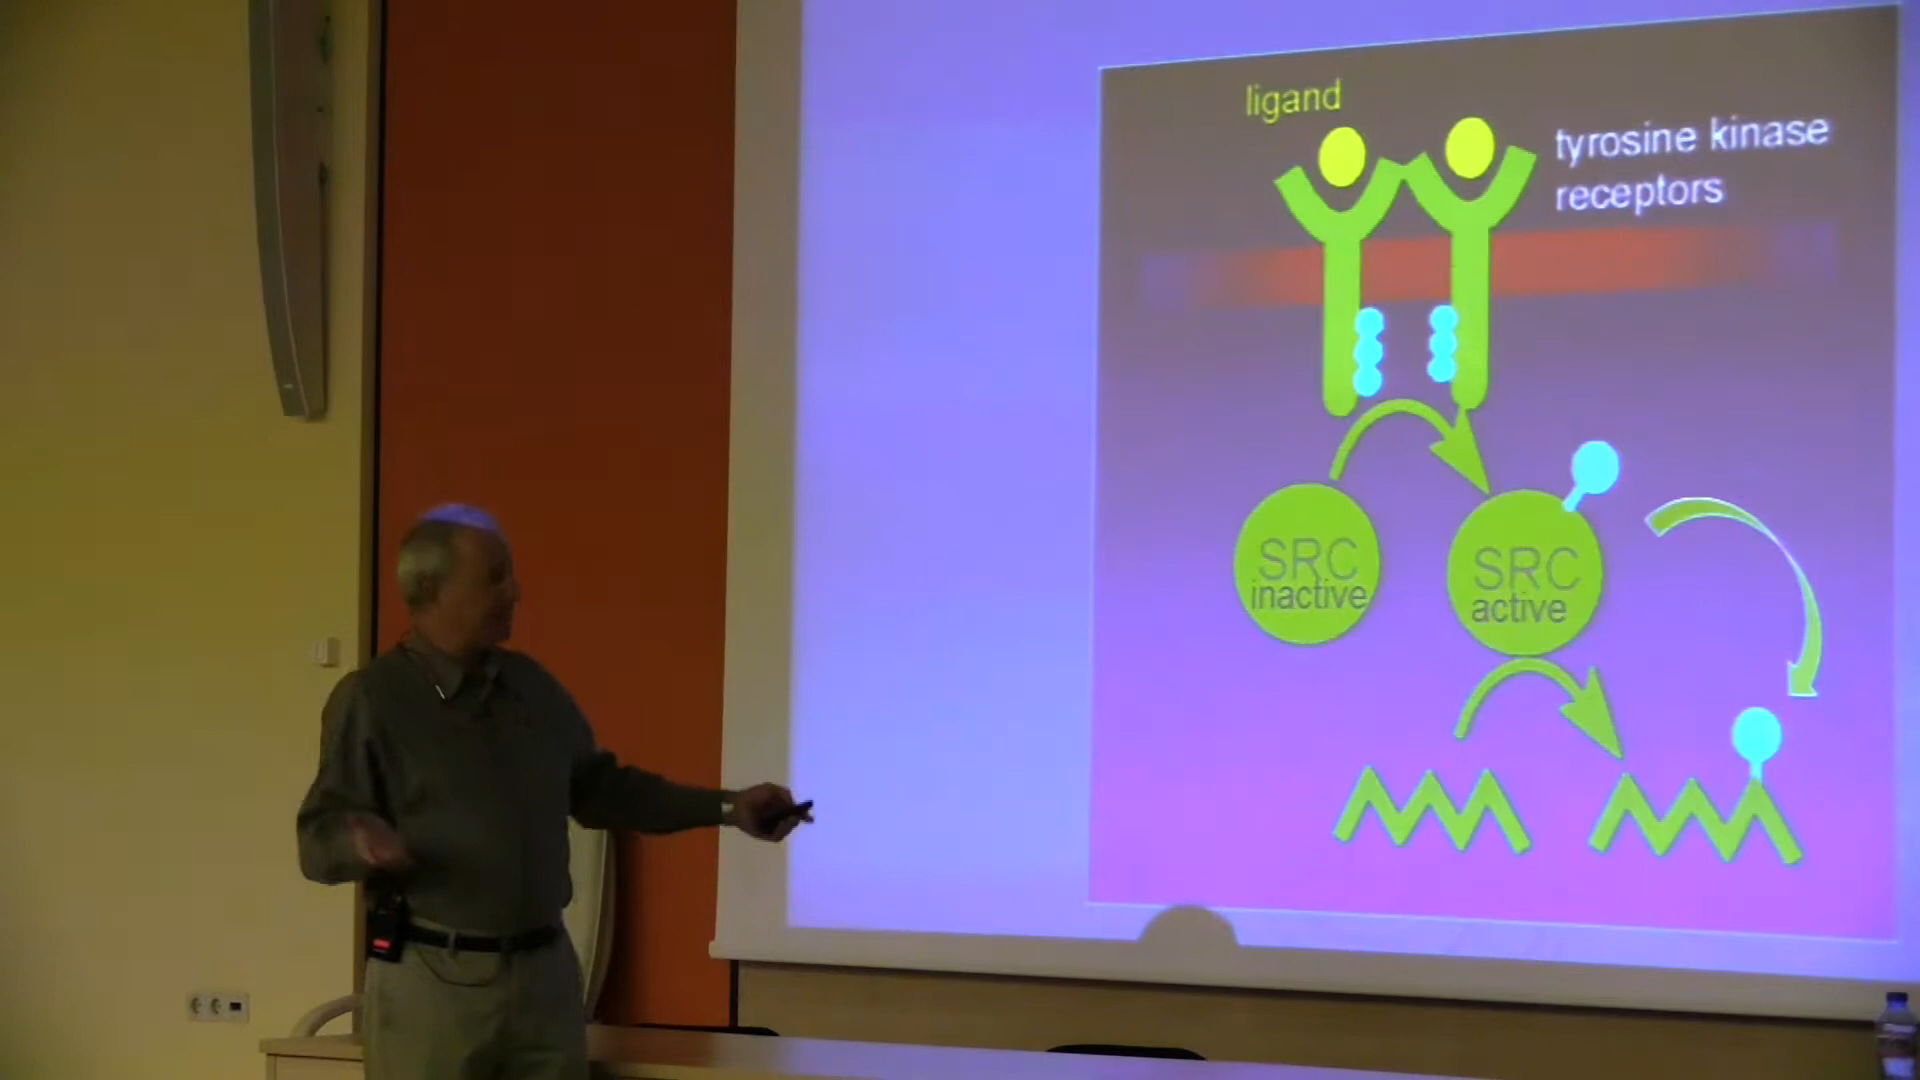 ligand
tyrosine kinase
receptors
SRC
inactive
SRC
active